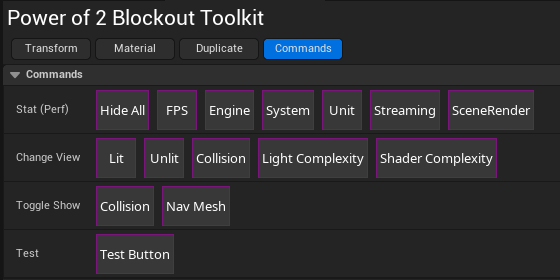 Power of 2 Blockout Toolkit
Transform Material Duplicate Commands
Commands
Stat (Perf) Hide All FPS Engine System Unit Streaming SceneRender
Change View Lit Unlit Collision Light Complexity Shader Complexity
Toggle Show Collision Nav Mesh
Test Test Button